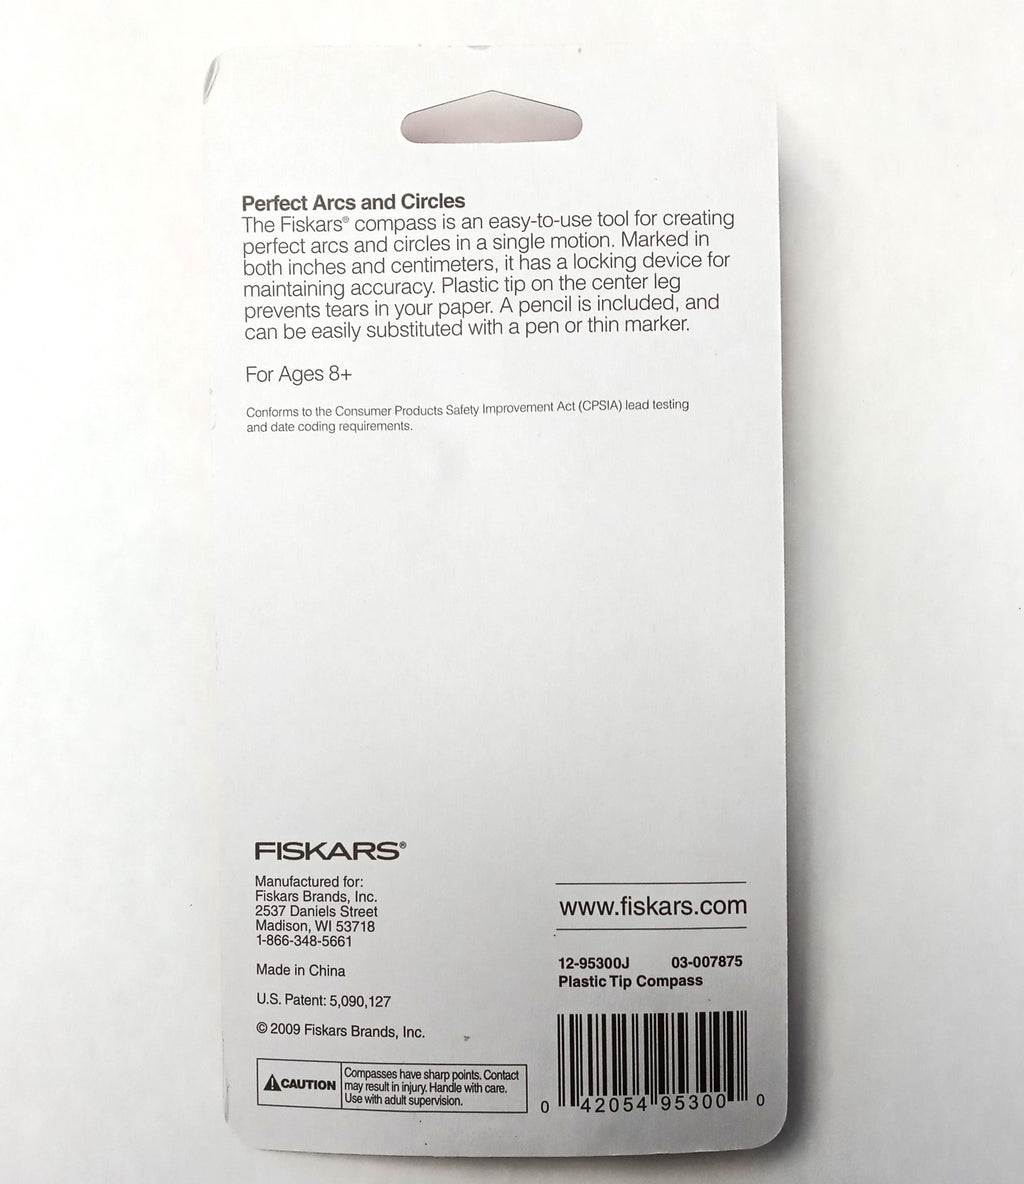 Perfect Arcs and Circles
The Fiskars® compass is an easy-to-use tool for creating
perfect arcs and circles in a single motion. Marked in
both inches and centimeters, it has a locking device for
maintaining accuracy. Plastic tip on the center leg
prevents tears in your paper. A pencil is included, and
can be easily substituted with a pen or thin marker.
For Ages 8+
Conforms to the Consumer Products Safety Improvement Act (CPSIA) lead testing
and date coding requirements.
FISKARS®
Manufactured for:
Fiskars Brands, Inc.
2537 Daniels Street
Madison, WI 53718
1-866-348-5661
Made in China
U.S. Patent: 5,090,127
© 2009 Fiskars Brands, Inc.
CAUTION
Compasses have sharp points. Contact
may result in injury. Handle with care.
Use with adult supervision.
www.fiskars.com
12-95300J 03-007875
Plastic Tip Compass
0 42054 95300 0